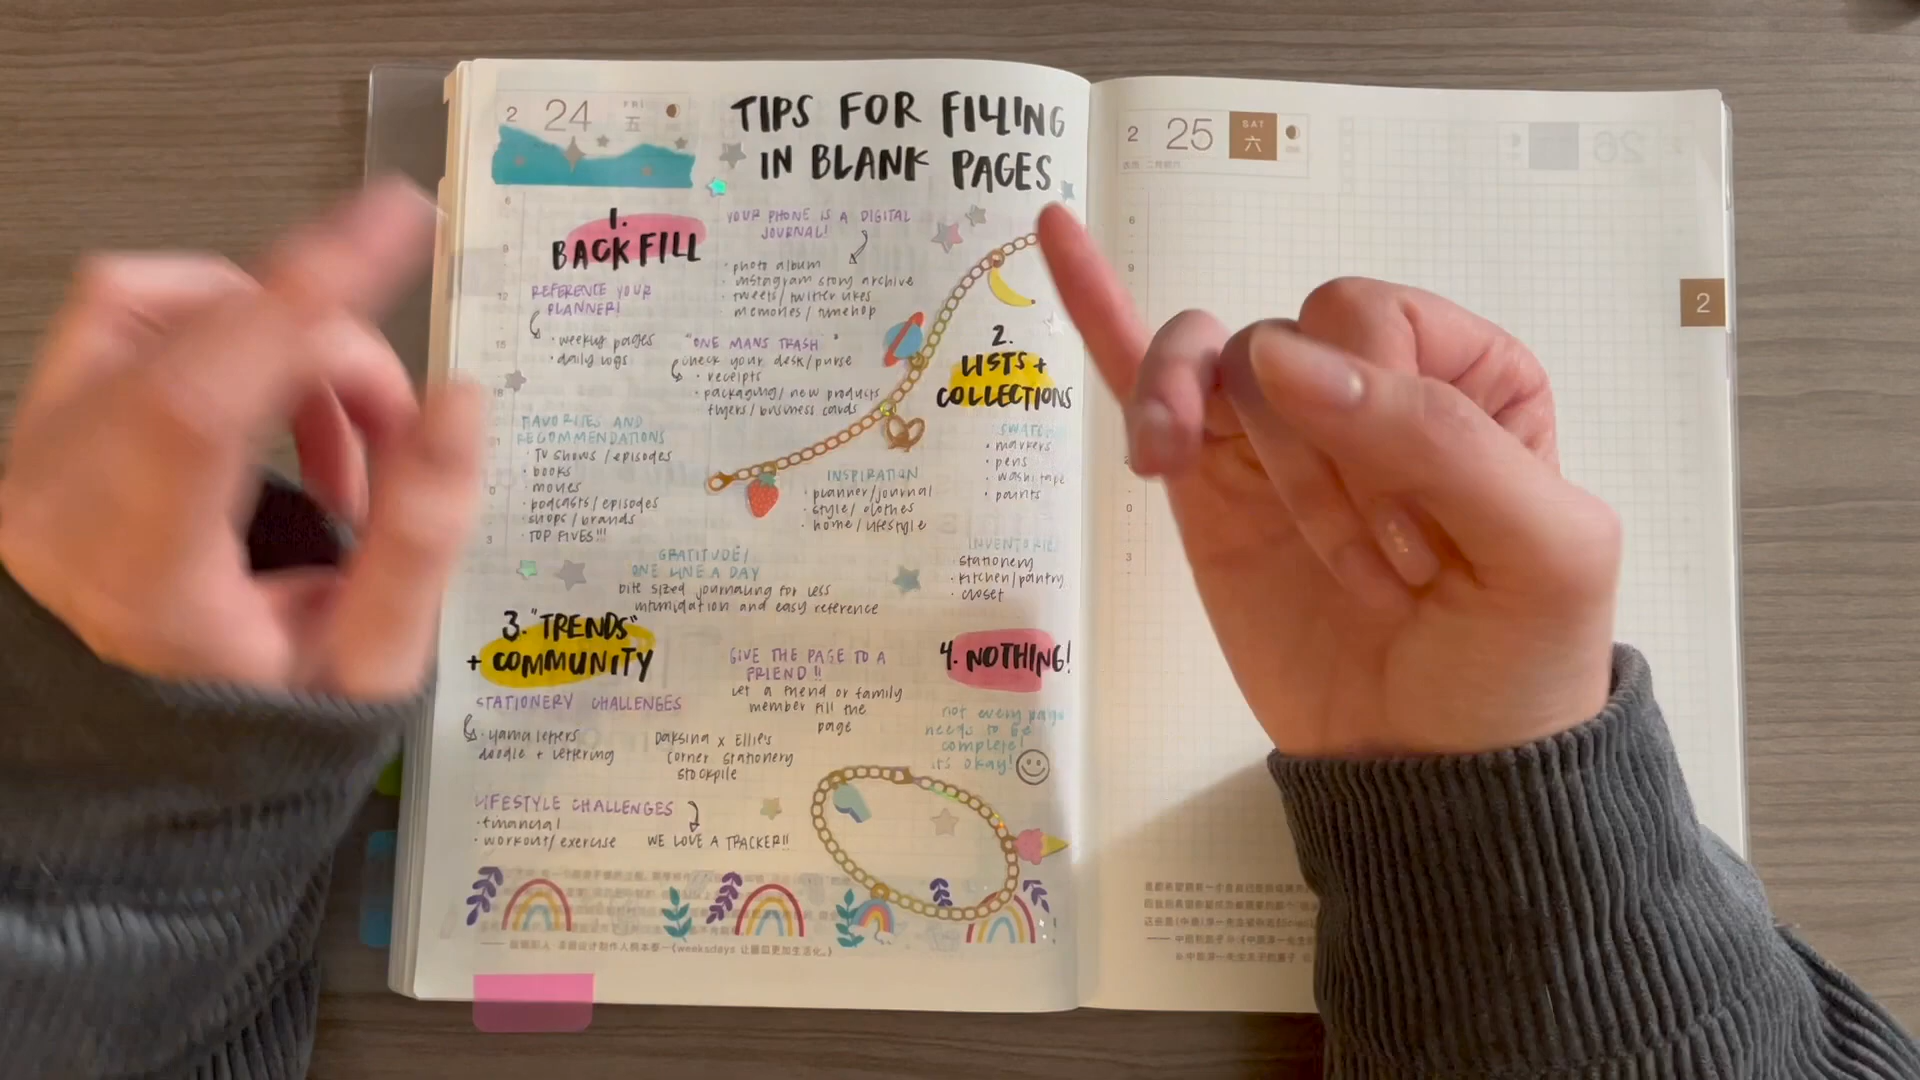 2 24 FRI 五
TIPS FOR FILLING
IN BLANK PAGES
1.
BACKFILL
REFERENCE YOUR
PLANNER!
· weekly pages
· daily logs
YOUR PHONE IS A DIGITAL
JOURNAL!
· photo album
· instagram story archive
· tweets/twitter likes
· memories/timehop
"ONE MANS TRASH"
check your desk/purse
· receipts
· packaging/new products
flyers/business cards
2.
LISTS +
COLLECTIONS
FAVORITES AND
RECOMMENDATIONS
· TV shows/episodes
· books
· movies
· podcasts/episodes
· shops/brands
· TOP FIVES!!!
INSPIRATION
· planner/journal
· style/clothes
· home/lifestyle
· markers
· pens
· washi tape
· paints
GRATITUDE/
ONE LINE A DAY
bite sized journaling for less
intimidation and easy reference
· stationery
· kitchen/pantry
· closet
3. "TRENDS"
+ COMMUNITY
STATIONERY CHALLENGES
· yama letters
doodle + lettering
Daksina x Ellie's
corner stationery
stockpile
GIVE THE PAGE TO A
FRIEND!!
let a friend or family
member fill the
page
4. NOTHING!
not every page
needs to be
complete!
its okay!
LIFESTYLE CHALLENGES
· financial
· workout/exercise
WE LOVE A TRACKER!!
2 25 SAT 六
6
9
2